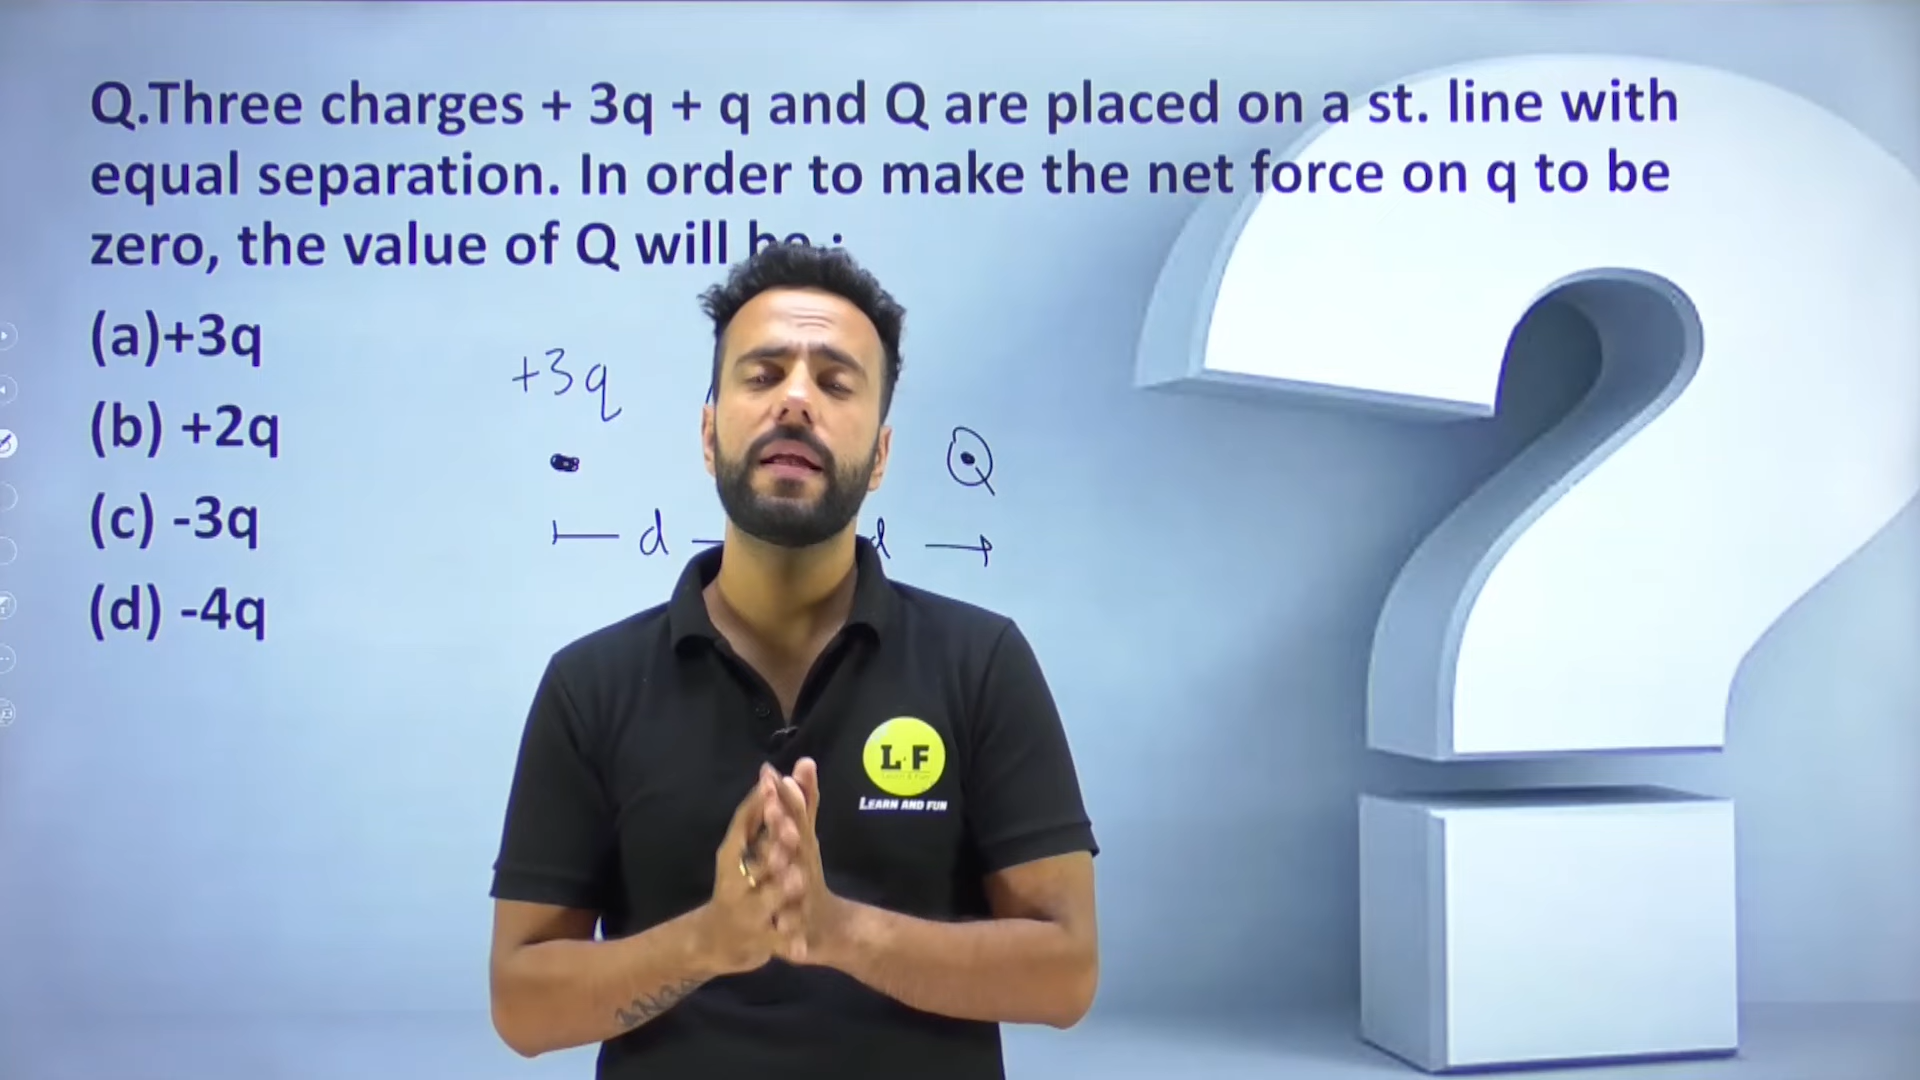 Q.Three charges + 3q + q and Q are placed on a st. line with
equal separation. In order to make the net force on q to be
zero, the value of Q will
(a)+3q
(b) +2q
(c) -3q
(d) -4q
+3q
Q
d
d
L·F
LEARN AND FUN